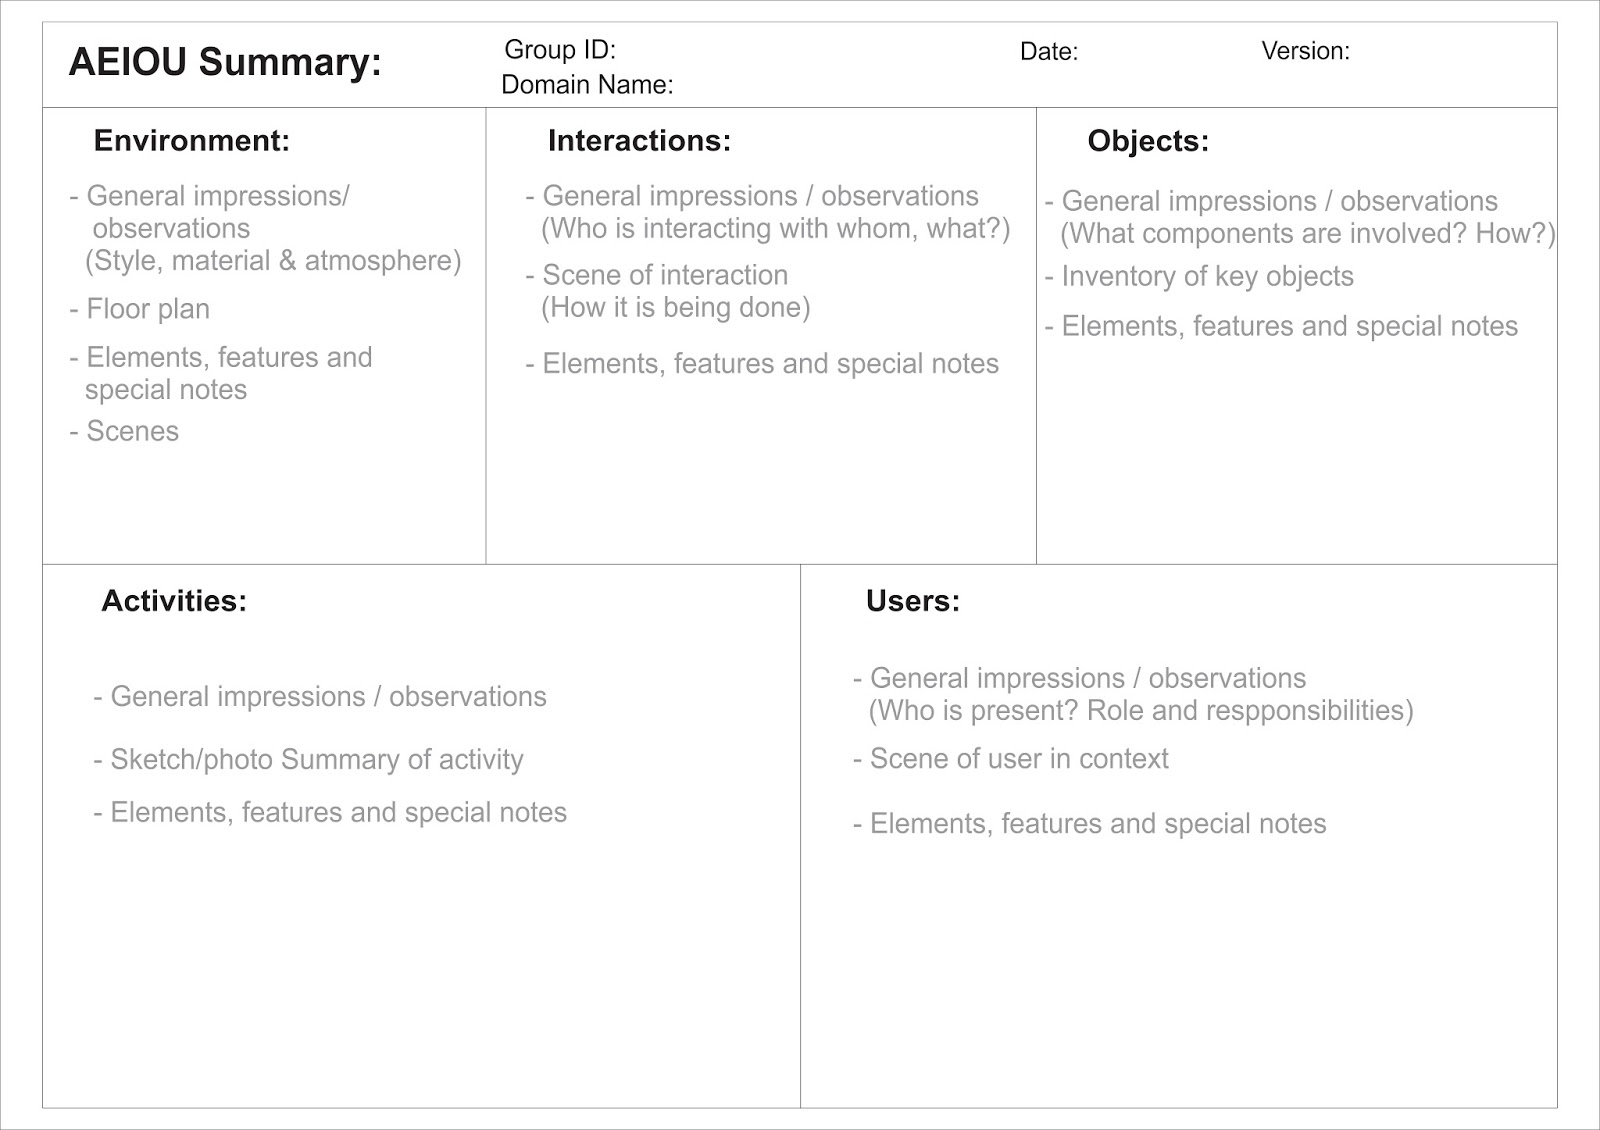 AEIOU Summary:
Group ID:
Domain Name:
Date:
Version:
Environment:
- General impressions/
observations
(Style, material & atmosphere)
- Floor plan
- Elements, features and
special notes
- Scenes
Interactions:
- General impressions / observations
(Who is interacting with whom, what?)
- Scene of interaction
(How it is being done)
- Elements, features and special notes
Objects:
- General impressions / observations
(What components are involved? How?)
- Inventory of key objects
- Elements, features and special notes
Activities:
- General impressions / observations
- Sketch/photo Summary of activity
- Elements, features and special notes
Users:
- General impressions / observations
(Who is present? Role and respponsibilities)
- Scene of user in context
- Elements, features and special notes